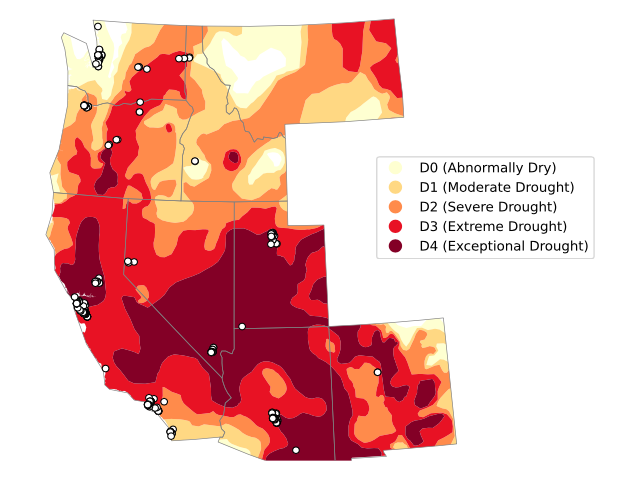 D0 (Abnormally Dry)
D1 (Moderate Drought)
D2 (Severe Drought)
D3 (Extreme Drought)
D4 (Exceptional Drought)